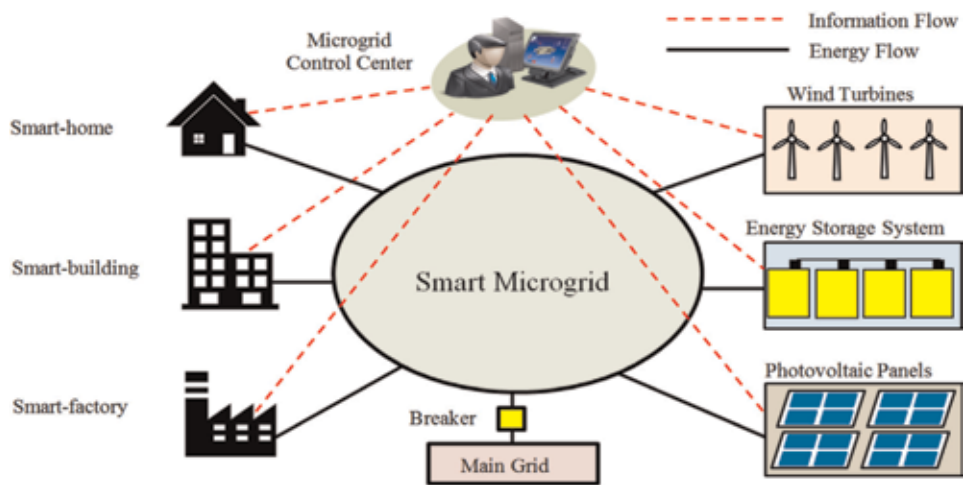 Information Flow
Energy Flow
Microgrid
Control Center
Wind Turbines
Smart-home
Energy Storage System
Smart-building
Smart Microgrid
Photovoltaic Panels
Smart-factory
Breaker
Main Grid